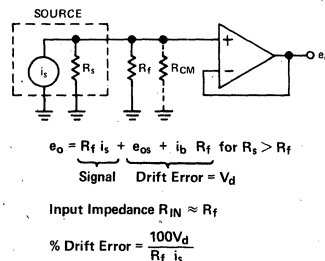 SOURCE
i_s
R_s
R_f
R_CM
+
−
e_o = R_f i_s + e_os + i_b R_f for R_s > R_f
Signal Drift Error = V_d
Input Impedance R_IN ≈ R_f
% Drift Error = 100V_d / R_f i_s